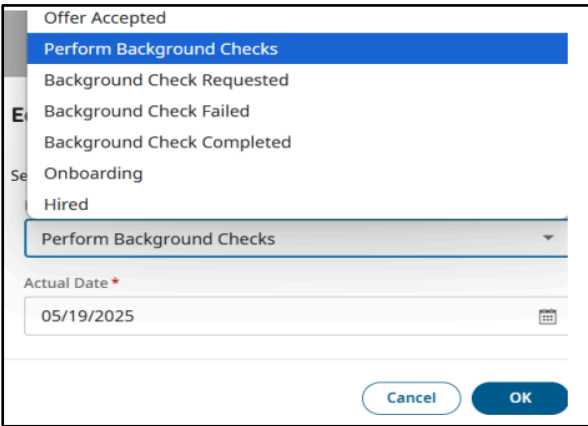 Offer Accepted
Perform Background Checks
Background Check Requested
Background Check Failed
Background Check Completed
Onboarding
Hired
Perform Background Checks
Actual Date*
05/19/2025
Cancel
OK